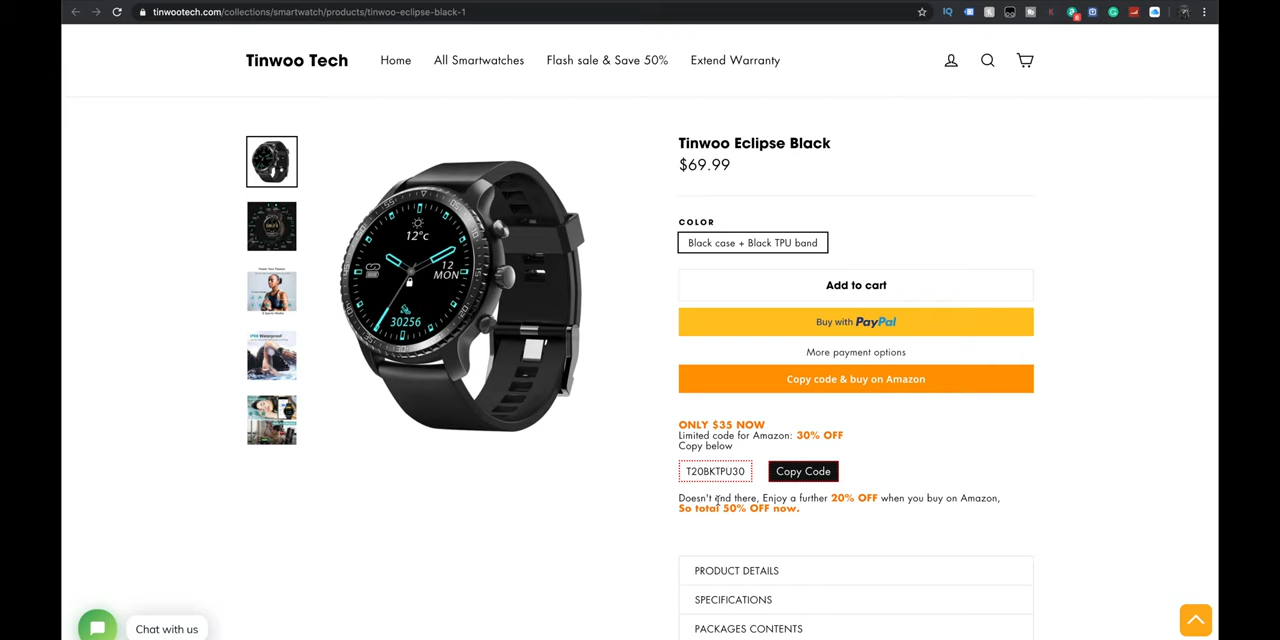 tinwootech.com/collections/smartwatch/products/tinwoo-eclipse-black-1
Tinwoo Tech
Home
All Smartwatches
Flash sale & Save 50%
Extend Warranty
Tinwoo Eclipse Black
$69.99
COLOR
Black case + Black TPU band
Add to cart
Buy with PayPal
More payment options
Copy code & buy on Amazon
ONLY $35 NOW
Limited code for Amazon: 30% OFF
Copy below
T20BKTPU30
Copy Code
Doesn't end there, Enjoy a further 20% OFF when you buy on Amazon,
So total 50% OFF now.
PRODUCT DETAILS
SPECIFICATIONS
PACKAGES CONTENTS
12°c
12
MON
30256
Chat with us